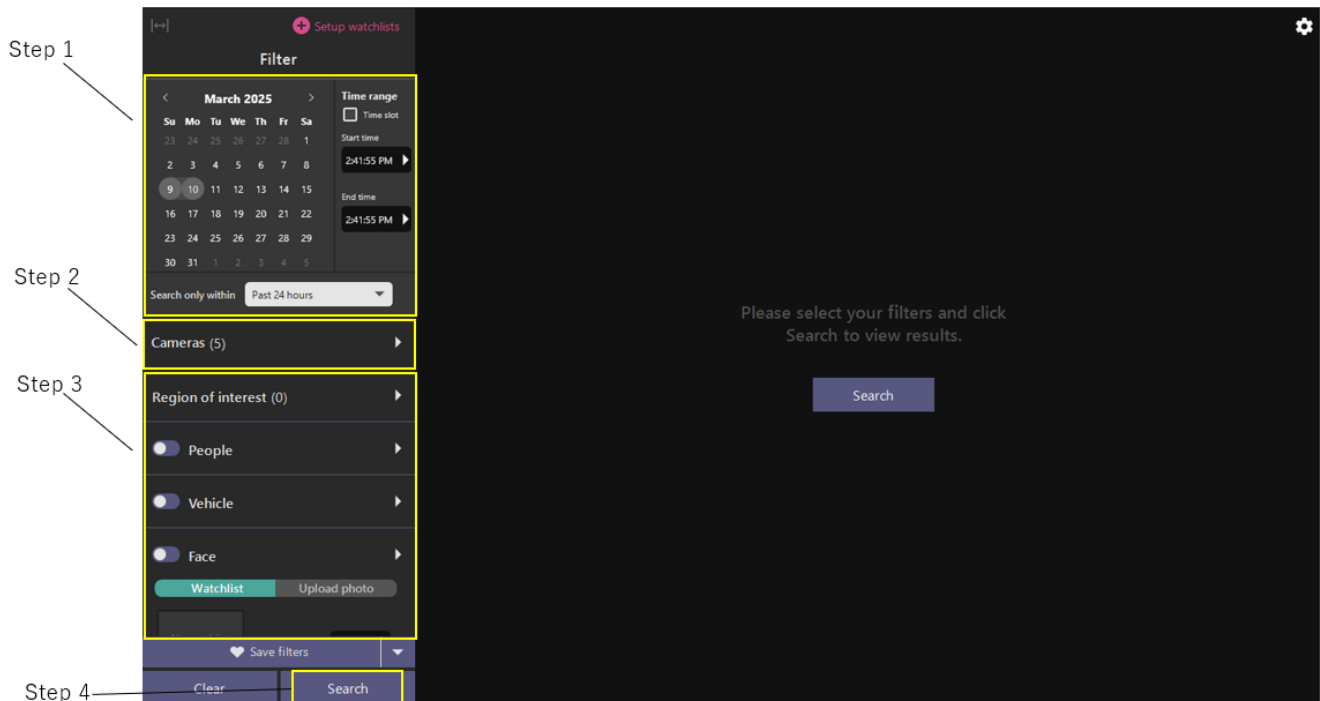 Setup watchlists
Step 1
Filter
March 2025
Su Mo Tu We Th Fr Sa
23 24 25 26 27 28 1
2 3 4 5 6 7 8
9 10 11 12 13 14 15
16 17 18 19 20 21 22
23 24 25 26 27 28 29
30 31 1 2 3 4 5
Time range
Time slot
Start time
2:41:55 PM
End time
2:41:55 PM
Search only within Past 24 hours
Step 2
Cameras (5)
Step 3
Region of interest (0)
People
Vehicle
Face
Watchlist Upload photo
Save filters
Step 4
Clear Search
Please select your filters and click
Search to view results.
Search